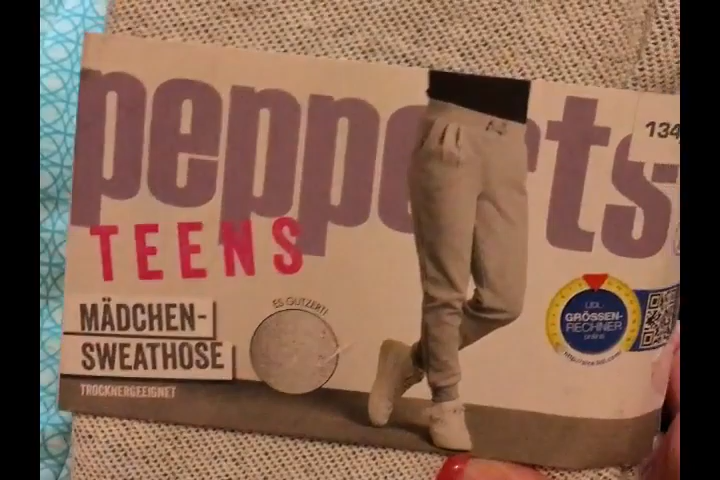 pepperts
134
TEENS
ES GLITZERT!
MÄDCHEN-
SWEATHOSE
TROCKNERGEEIGNET
LIDL
GRÖSSEN-
RECHNER
online